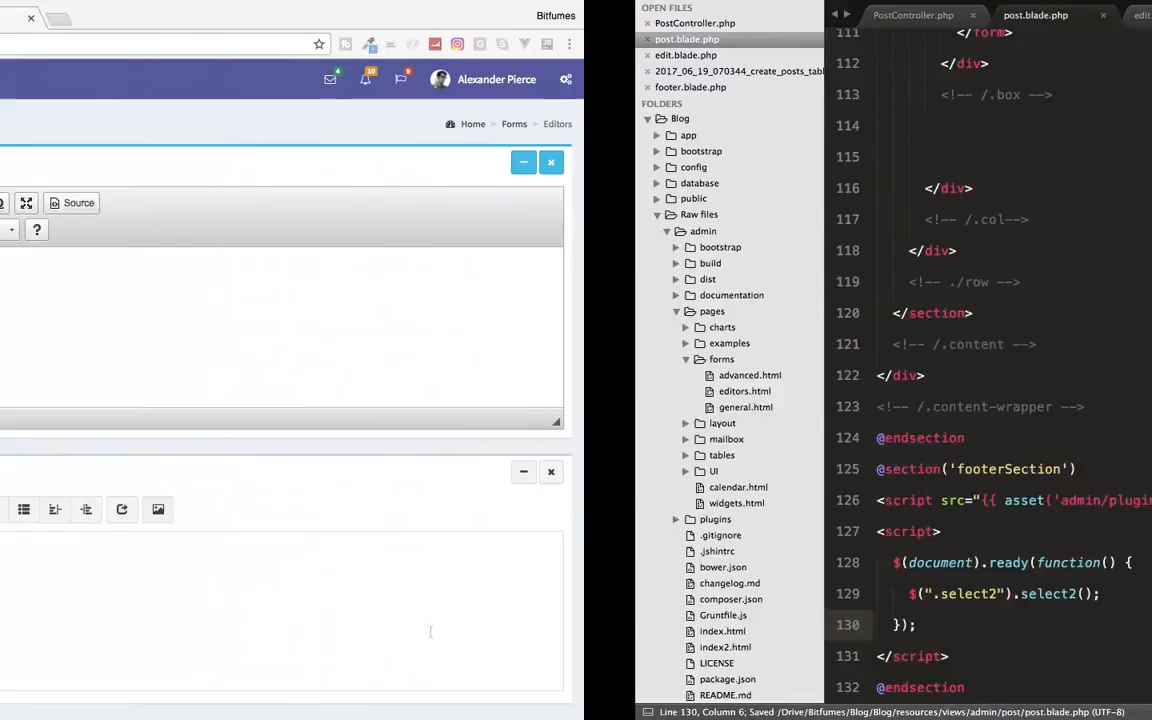 Bitfumes
4
10
9
Alexander Pierce
Home > Forms > Editors
Source
?
OPEN FILES
PostController.php
post.blade.php
edit.blade.php
2017_06_19_070344_create_posts_tabl
footer.blade.php
FOLDERS
Blog
app
bootstrap
config
database
public
Raw files
admin
bootstrap
build
dist
documentation
pages
charts
examples
forms
advanced.html
editors.html
general.html
layout
mailbox
tables
UI
calendar.html
widgets.html
plugins
.gitignore
.jshintrc
bower.json
changelog.md
composer.json
Gruntfile.js
index.html
index2.html
LICENSE
package.json
README.md
PostController.php
post.blade.php
edit
111 </form>
112 </div>
113 <!-- /.box -->
114
115
116 </div>
117 <!-- /.col-->
118 </div>
119 <!-- ./row -->
120 </section>
121 <!-- /.content -->
122 </div>
123 <!-- /.content-wrapper -->
124 @endsection
125 @section('footerSection')
126 <script src="{{ asset('admin/plugin
127 <script>
128 $(document).ready(function() {
129 $(".select2").select2();
130 });
131 </script>
132 @endsection
Line 130, Column 6; Saved /Drive/Bitfumes/Blog/Blog/resources/views/admin/post/post.blade.php (UTF-8)